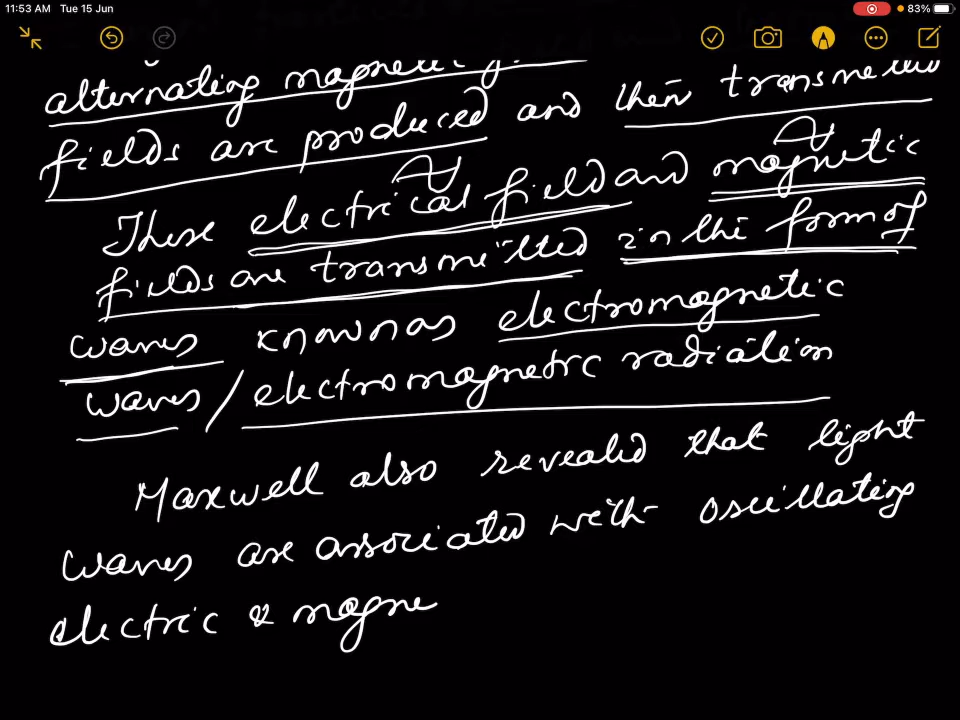 11:53 AM Tue 15 Jun
83%
alternating magnetic
fields are produced and then transmitted
These electrical field and magnetic
fields are transmitted in the form of
waves known as electromagnetic
waves / electromagnetic radiation
Maxwell also revealed that light
waves are associated with oscillating
electric & magne